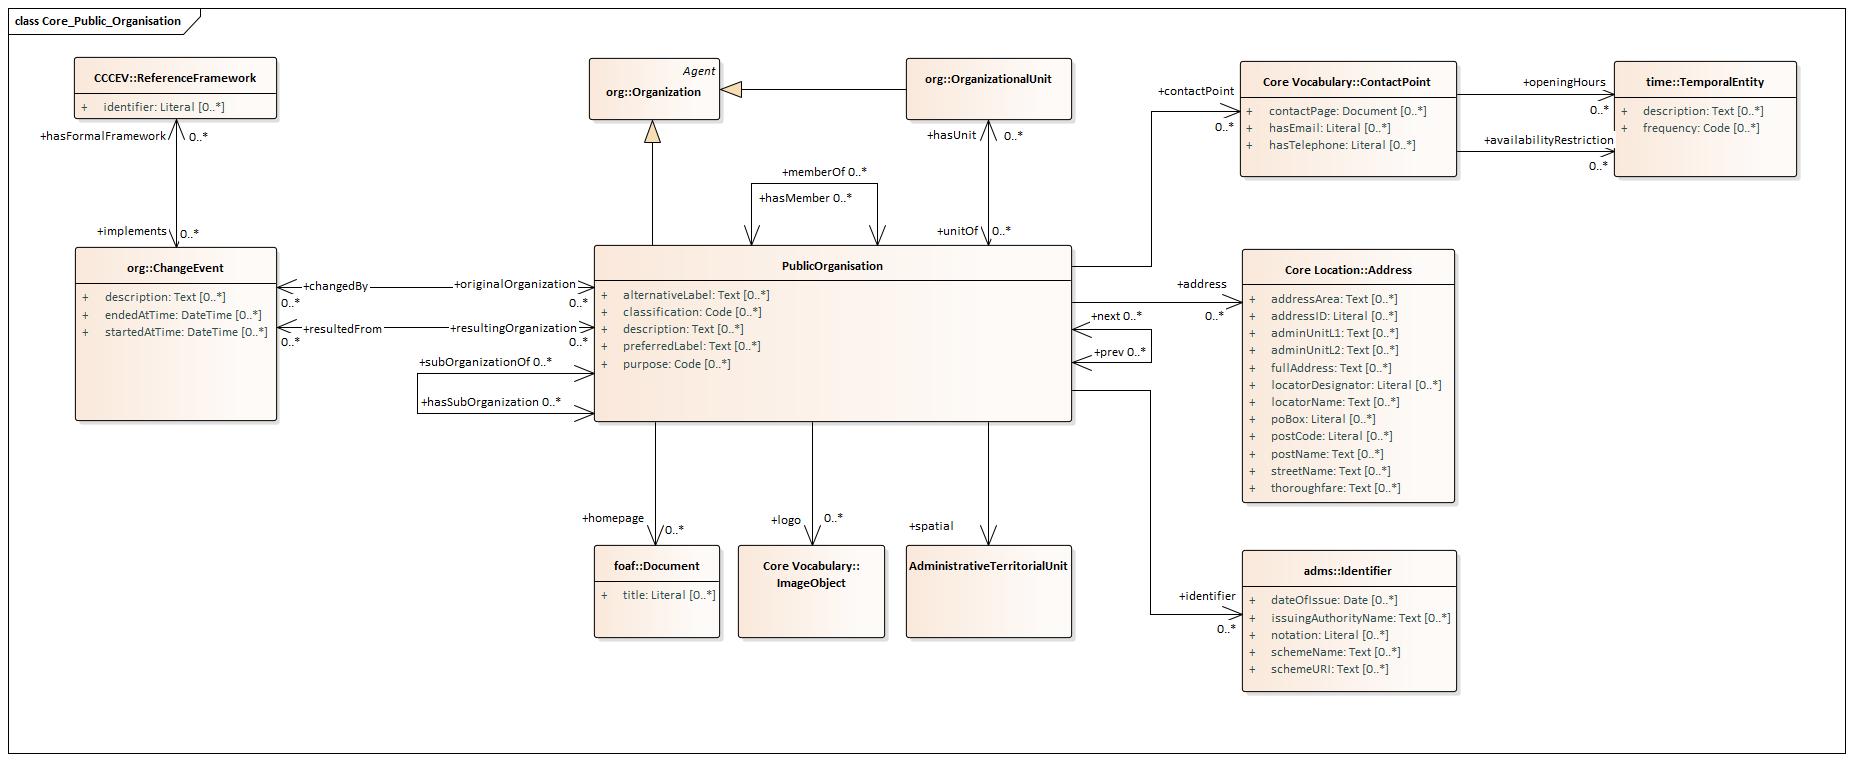 class Core_Public_Organisation
CCCEV::ReferenceFramework
+ identifier: Literal [0..*]
+hasFormalFramework
0..*
+implements
0..*
org::ChangeEvent
+ description: Text [0..*]
+ endedAtTime: DateTime [0..*]
+ startedAtTime: DateTime [0..*]
+changedBy
0..*
+originalOrganization
0..*
+resultedFrom
0..*
+resultingOrganization
0..*
+subOrganizationOf 0..*
+hasSubOrganization 0..*
Agent
org::Organization
org::OrganizationalUnit
+hasUnit
0..*
+unitOf
0..*
+memberOf 0..*
+hasMember 0..*
PublicOrganisation
+ alternativeLabel: Text [0..*]
+ classification: Code [0..*]
+ description: Text [0..*]
+ preferredLabel: Text [0..*]
+ purpose: Code [0..*]
+next 0..*
+prev 0..*
+homepage
0..*
foaf::Document
+ title: Literal [0..*]
+logo
0..*
Core Vocabulary::
ImageObject
+spatial
AdministrativeTerritorialUnit
+contactPoint
0..*
Core Vocabulary::ContactPoint
+ contactPage: Document [0..*]
+ hasEmail: Literal [0..*]
+ hasTelephone: Literal [0..*]
+openingHours
0..*
+availabilityRestriction
0..*
time::TemporalEntity
+ description: Text [0..*]
+ frequency: Code [0..*]
+address
0..*
Core Location::Address
+ addressArea: Text [0..*]
+ addressID: Literal [0..*]
+ adminUnitL1: Text [0..*]
+ adminUnitL2: Text [0..*]
+ fullAddress: Text [0..*]
+ locatorDesignator: Literal [0..*]
+ locatorName: Text [0..*]
+ poBox: Literal [0..*]
+ postCode: Literal [0..*]
+ postName: Text [0..*]
+ streetName: Text [0..*]
+ thoroughfare: Text [0..*]
+identifier
0..*
adms::Identifier
+ dateOfIssue: Date [0..*]
+ issuingAuthorityName: Text [0..*]
+ notation: Literal [0..*]
+ schemeName: Text [0..*]
+ schemeURI: Text [0..*]